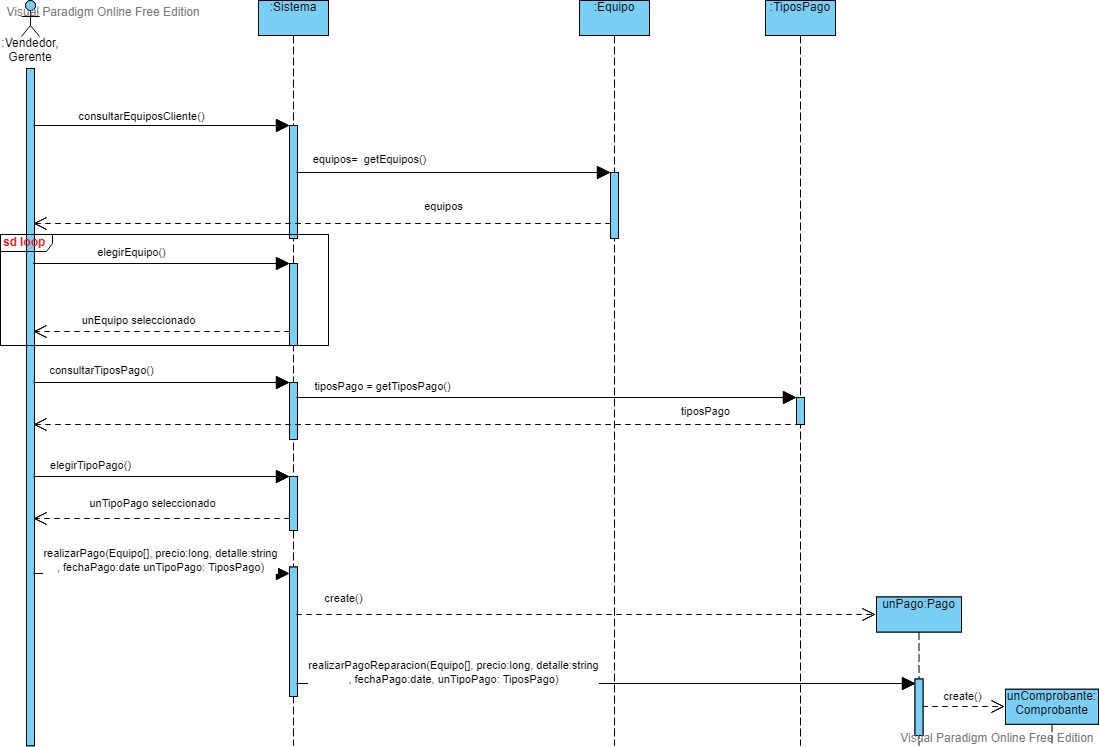 Visual Paradigm Online Free Edition
:Sistema
:Equipo
:TiposPago
:Vendedor,
Gerente
consultarEquiposCliente()
equipos=  getEquipos()
equipos
sd loop
elegirEquipo()
unEquipo seleccionado
consultarTiposPago()
tiposPago = getTiposPago()
tiposPago
elegirTipoPago()
unTipoPago seleccionado
realizarPago(Equipo[], precio:long, detalle:string
, fechaPago:date unTipoPago: TiposPago)
create()
unPago:Pago
realizarPagoReparacion(Equipo[], precio:long, detalle:string
, fechaPago:date, unTipoPago: TiposPago)
create()
unComprobante:
Comprobante
Visual Paradigm Online Free Edition